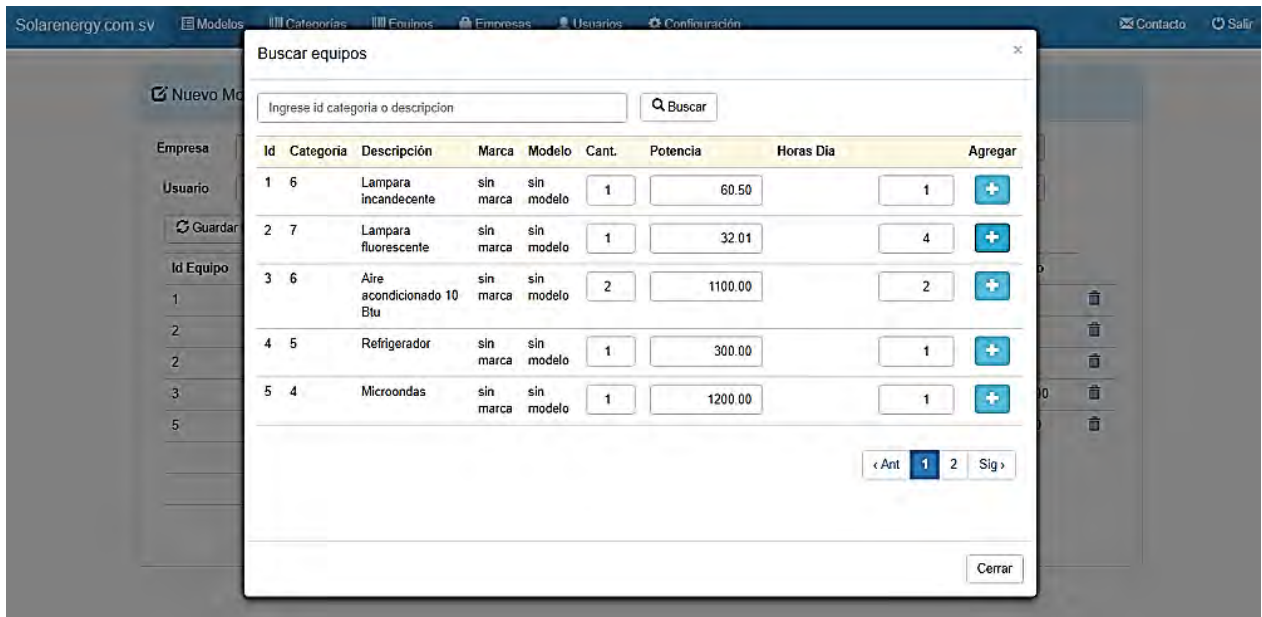 Solarenergy.com.sv Modelos Categorías Equipos Empresas Usuarios Configuración Contacto Salir
Buscar equipos ×
Nuevo Mo
Ingrese id categoria o descripcion Buscar
Empresa
Id Categoria Descripción Marca Modelo Cant. Potencia Horas Dia Agregar
Usuario
1 6 Lampara incandecente sin marca sin modelo 1 60.50 1
Guardar
2 7 Lampara fluorescente sin marca sin modelo 1 32.01 4
Id Equipo
3 6 Aire acondicionado 10 Btu sin marca sin modelo 2 1100.00 2
1
2
4 5 Refrigerador sin marca sin modelo 1 300.00 1
2
5 4 Microondas sin marca sin modelo 1 1200.00 1
3
5
‹ Ant 1 2 Sig ›
Cerrar